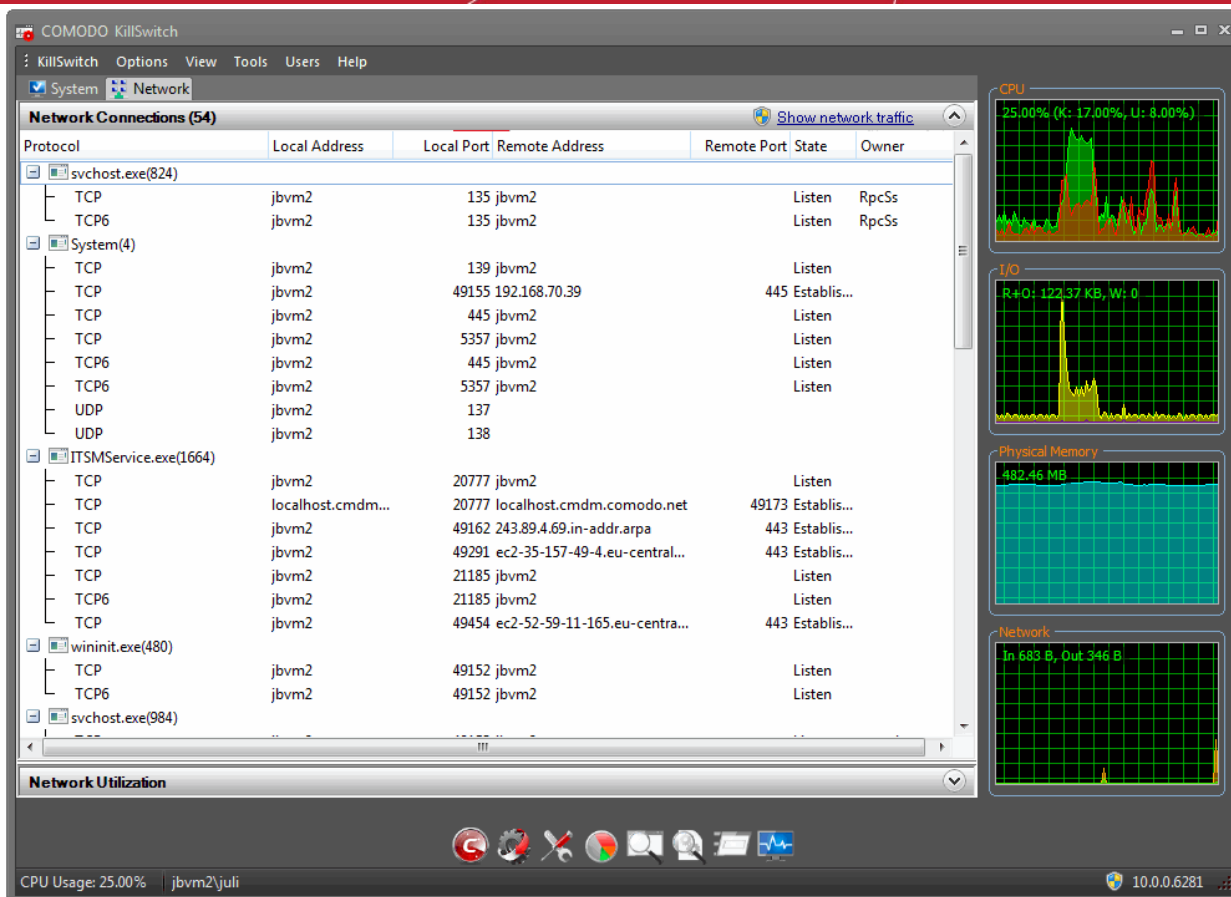 COMODO KillSwitch
KillSwitch Options View Tools Users Help
System Network
Network Connections (54) Show network traffic
Protocol Local Address Local Port Remote Address Remote Port State Owner
svchost.exe(824)
TCP jbvm2 135 jbvm2 Listen RpcSs
TCP6 jbvm2 135 jbvm2 Listen RpcSs
System(4)
TCP jbvm2 139 jbvm2 Listen
TCP jbvm2 49155 192.168.70.39 445 Establis...
TCP jbvm2 445 jbvm2 Listen
TCP jbvm2 5357 jbvm2 Listen
TCP6 jbvm2 445 jbvm2 Listen
TCP6 jbvm2 5357 jbvm2 Listen
UDP jbvm2 137
UDP jbvm2 138
ITSMService.exe(1664)
TCP jbvm2 20777 jbvm2 Listen
TCP localhost.cmdm... 20777 localhost.cmdm.comodo.net 49173 Establis...
TCP jbvm2 49162 243.89.4.69.in-addr.arpa 443 Establis...
TCP jbvm2 49291 ec2-35-157-49-4.eu-central... 443 Establis...
TCP jbvm2 21185 jbvm2 Listen
TCP6 jbvm2 21185 jbvm2 Listen
TCP jbvm2 49454 ec2-52-59-11-165.eu-centra... 443 Establis...
wininit.exe(480)
TCP jbvm2 49152 jbvm2 Listen
TCP6 jbvm2 49152 jbvm2 Listen
svchost.exe(984)
Network Utilization
CPU
25.00% (K: 17.00%, U: 8.00%)
I/O
R+O: 122.37 KB, W: 0
Physical Memory
482.46 MB
Network
In 683 B, Out 346 B
CPU Usage: 25.00% jbvm2\juli 10.0.0.6281